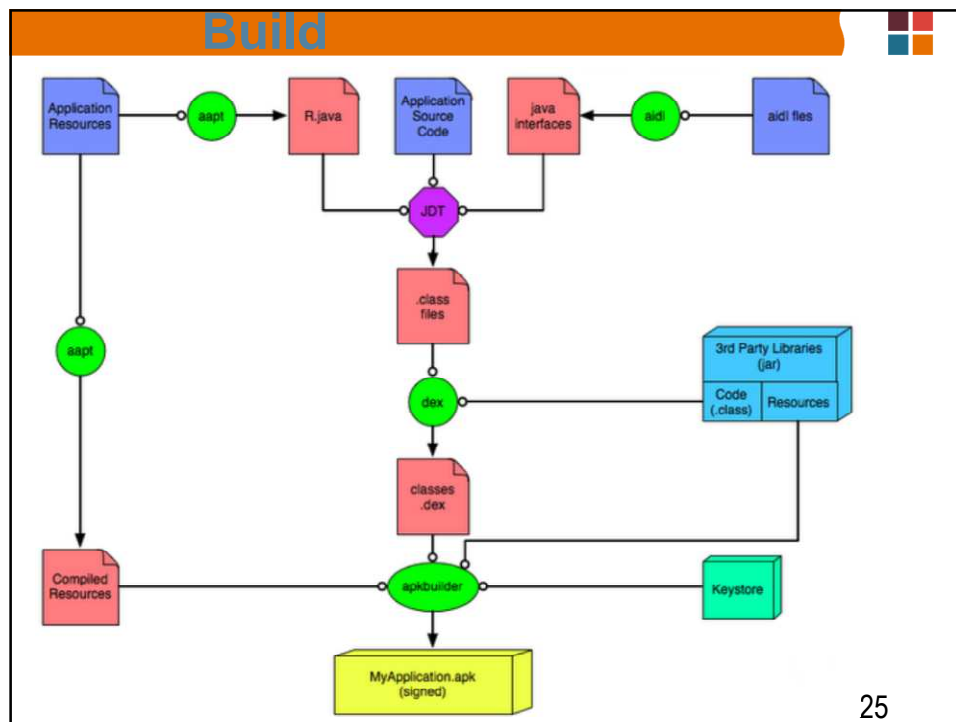 Build
Application
Resources
aapt
R.java
Application
Source
Code
java
interfaces
aidl
aidl fles
JDT
.class
files
aapt
3rd Party Libraries
(jar)
Code
(.class)
Resources
dex
classes
.dex
Compiled
Resources
apkbuilder
Keystore
MyApplication.apk
(signed)
25